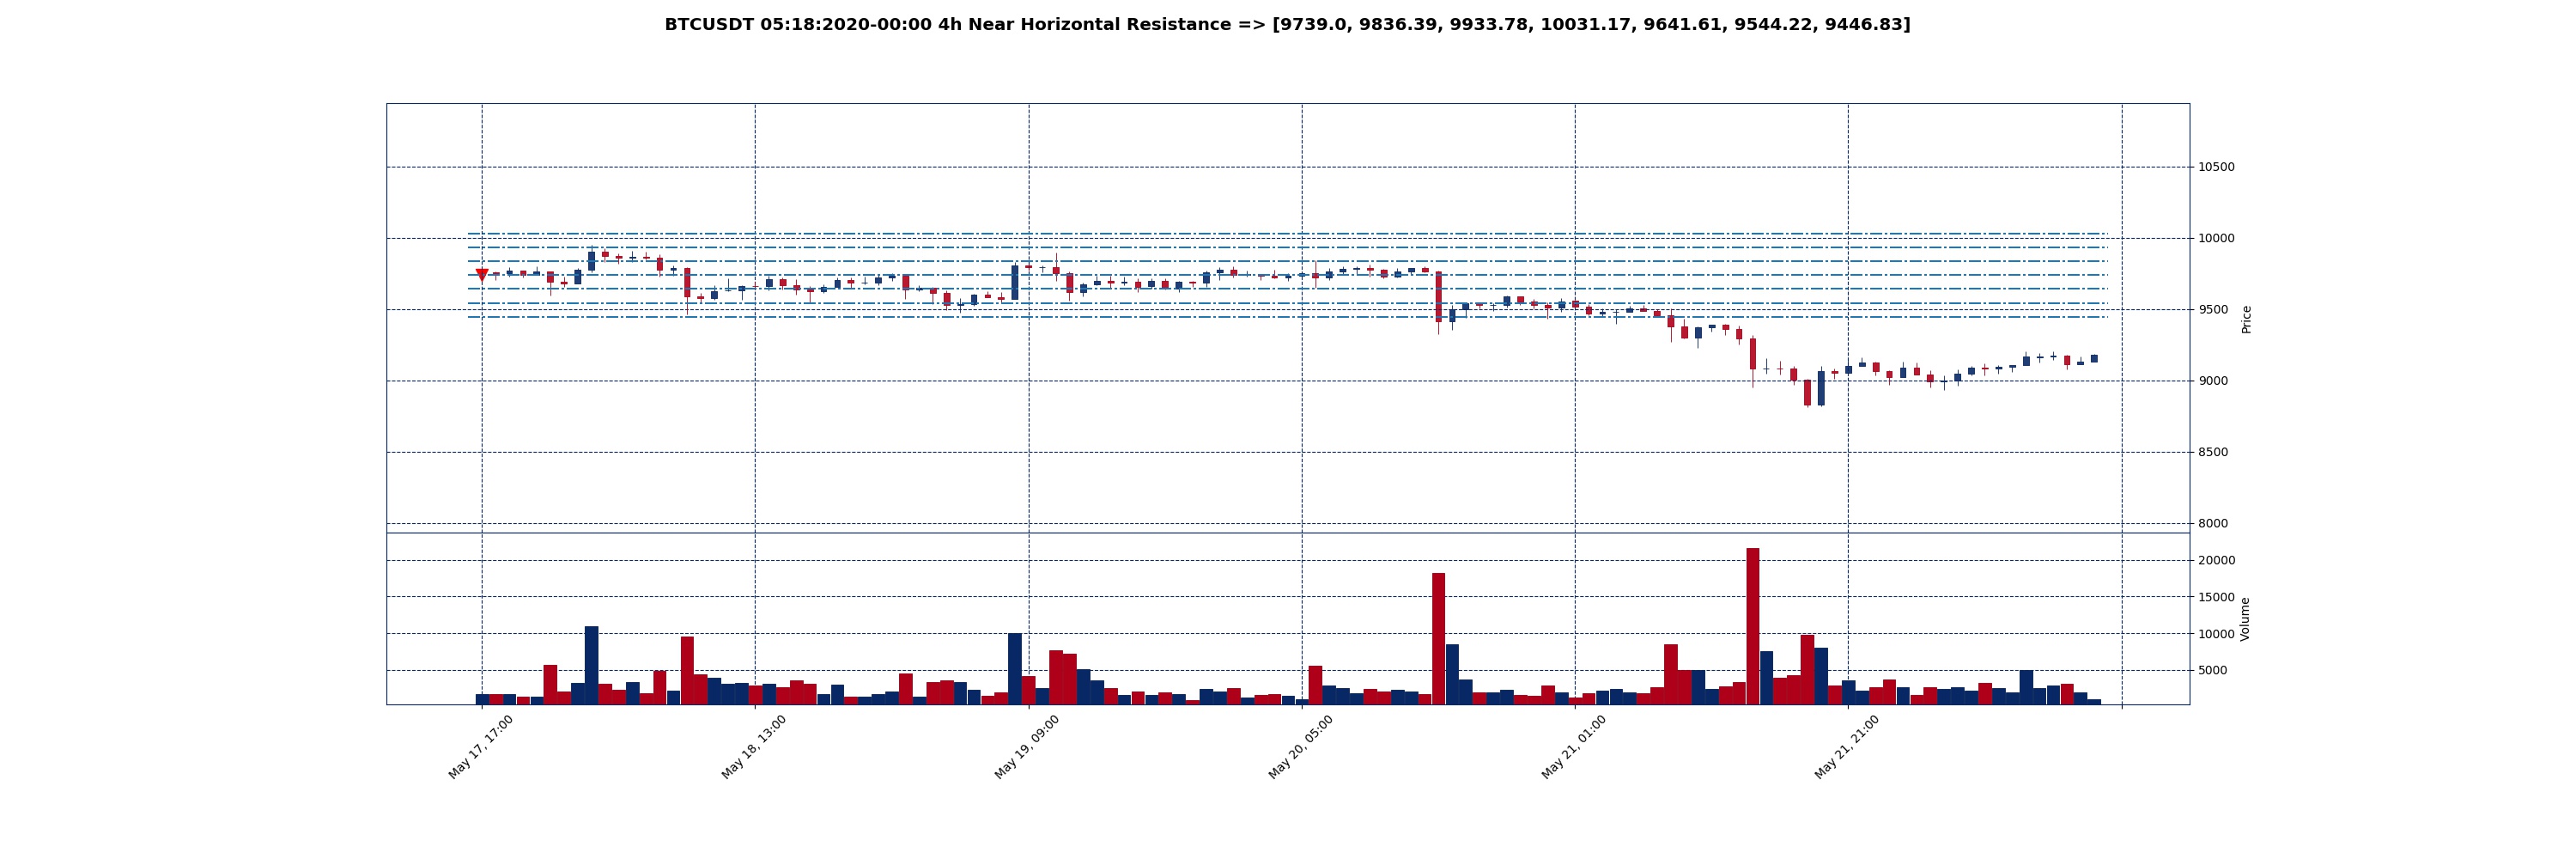 BTCUSDT 05:18:2020-00:00 4h Near Horizontal Resistance => [9739.0, 9836.39, 9933.78, 10031.17, 9641.61, 9544.22, 9446.83]
10500
10000
9500
9000
8500
8000
Price
20000
15000
10000
5000
Volume
May 17, 17:00
May 18, 13:00
May 19, 09:00
May 20, 05:00
May 21, 01:00
May 21, 21:00